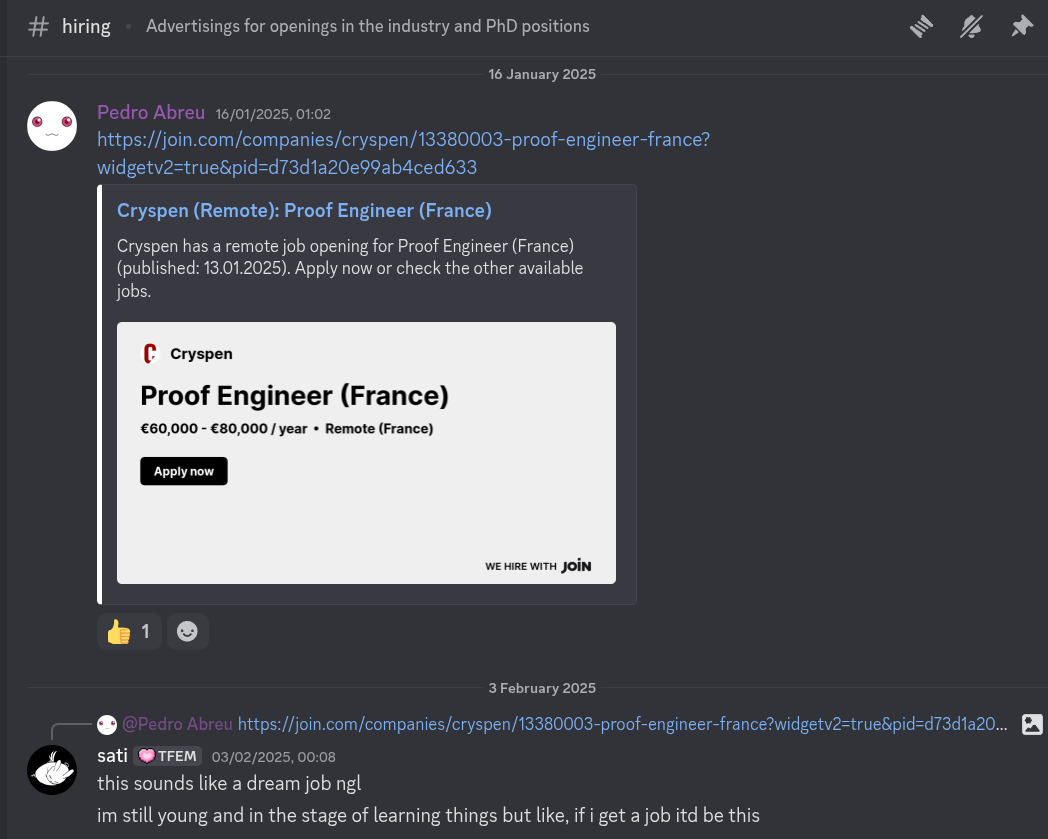 # hiring • Advertisings for openings in the industry and PhD positions
16 January 2025
Pedro Abreu 16/01/2025, 01:02
https://join.com/companies/cryspen/13380003-proof-engineer-france?
widgetv2=true&pid=d73d1a20e99ab4ced633
Cryspen (Remote): Proof Engineer (France)
Cryspen has a remote job opening for Proof Engineer (France)
(published: 13.01.2025). Apply now or check the other available
jobs.
Cryspen
Proof Engineer (France)
€60,000 - €80,000 / year • Remote (France)
Apply now
WE HIRE WITH JOIN
👍 1
3 February 2025
@Pedro Abreu https://join.com/companies/cryspen/13380003-proof-engineer-france?widgetv2=true&pid=d73d1a20...
sati TFEM 03/02/2025, 00:08
this sounds like a dream job ngl
im still young and in the stage of learning things but like, if i get a job itd be this